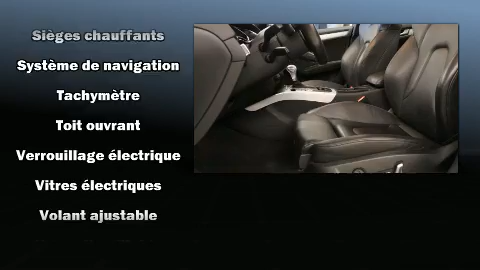 Sièges chauffants
Système de navigation
Tachymètre
Toit ouvrant
Verrouillage électrique
Vitres électriques
Volant ajustable